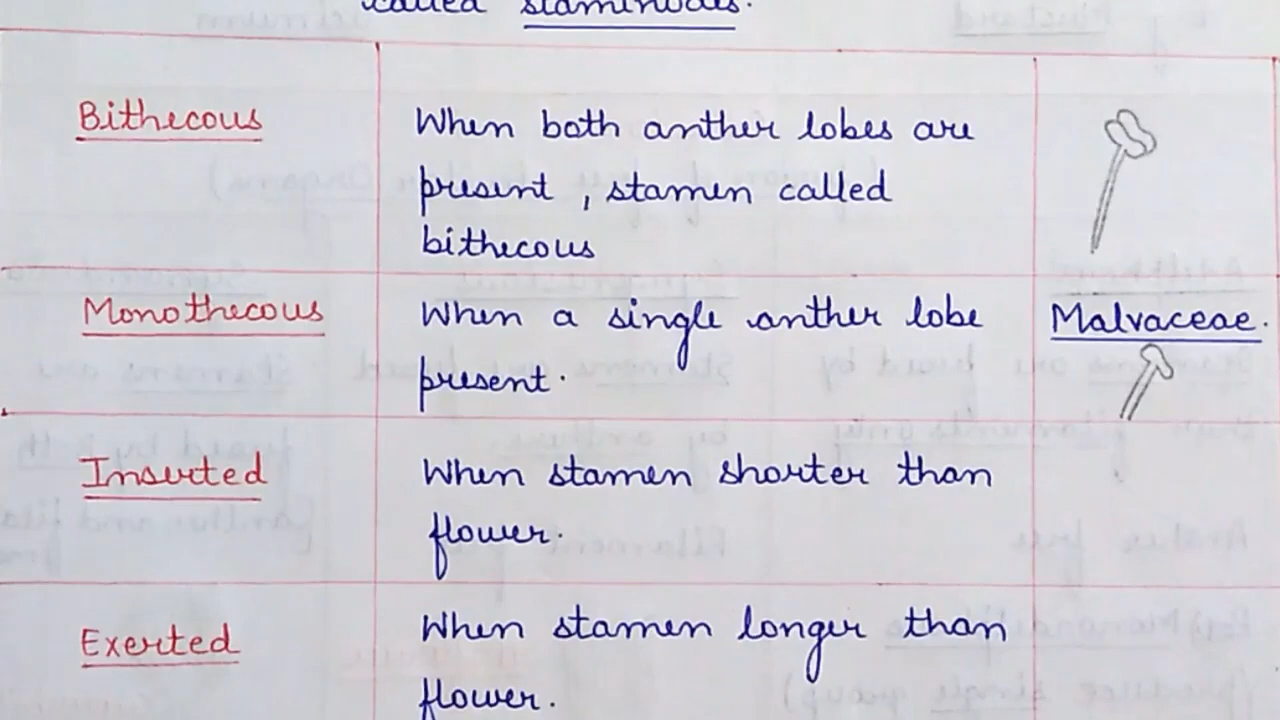 called staminodes.
Bithecous
When both anther lobes are
present, stamen called
bithecous
Monothecous
When a single anther lobe
present.
Malvaceae.
Inserted
When stamen shorter than
flower.
Exerted
When stamen longer than
flower.